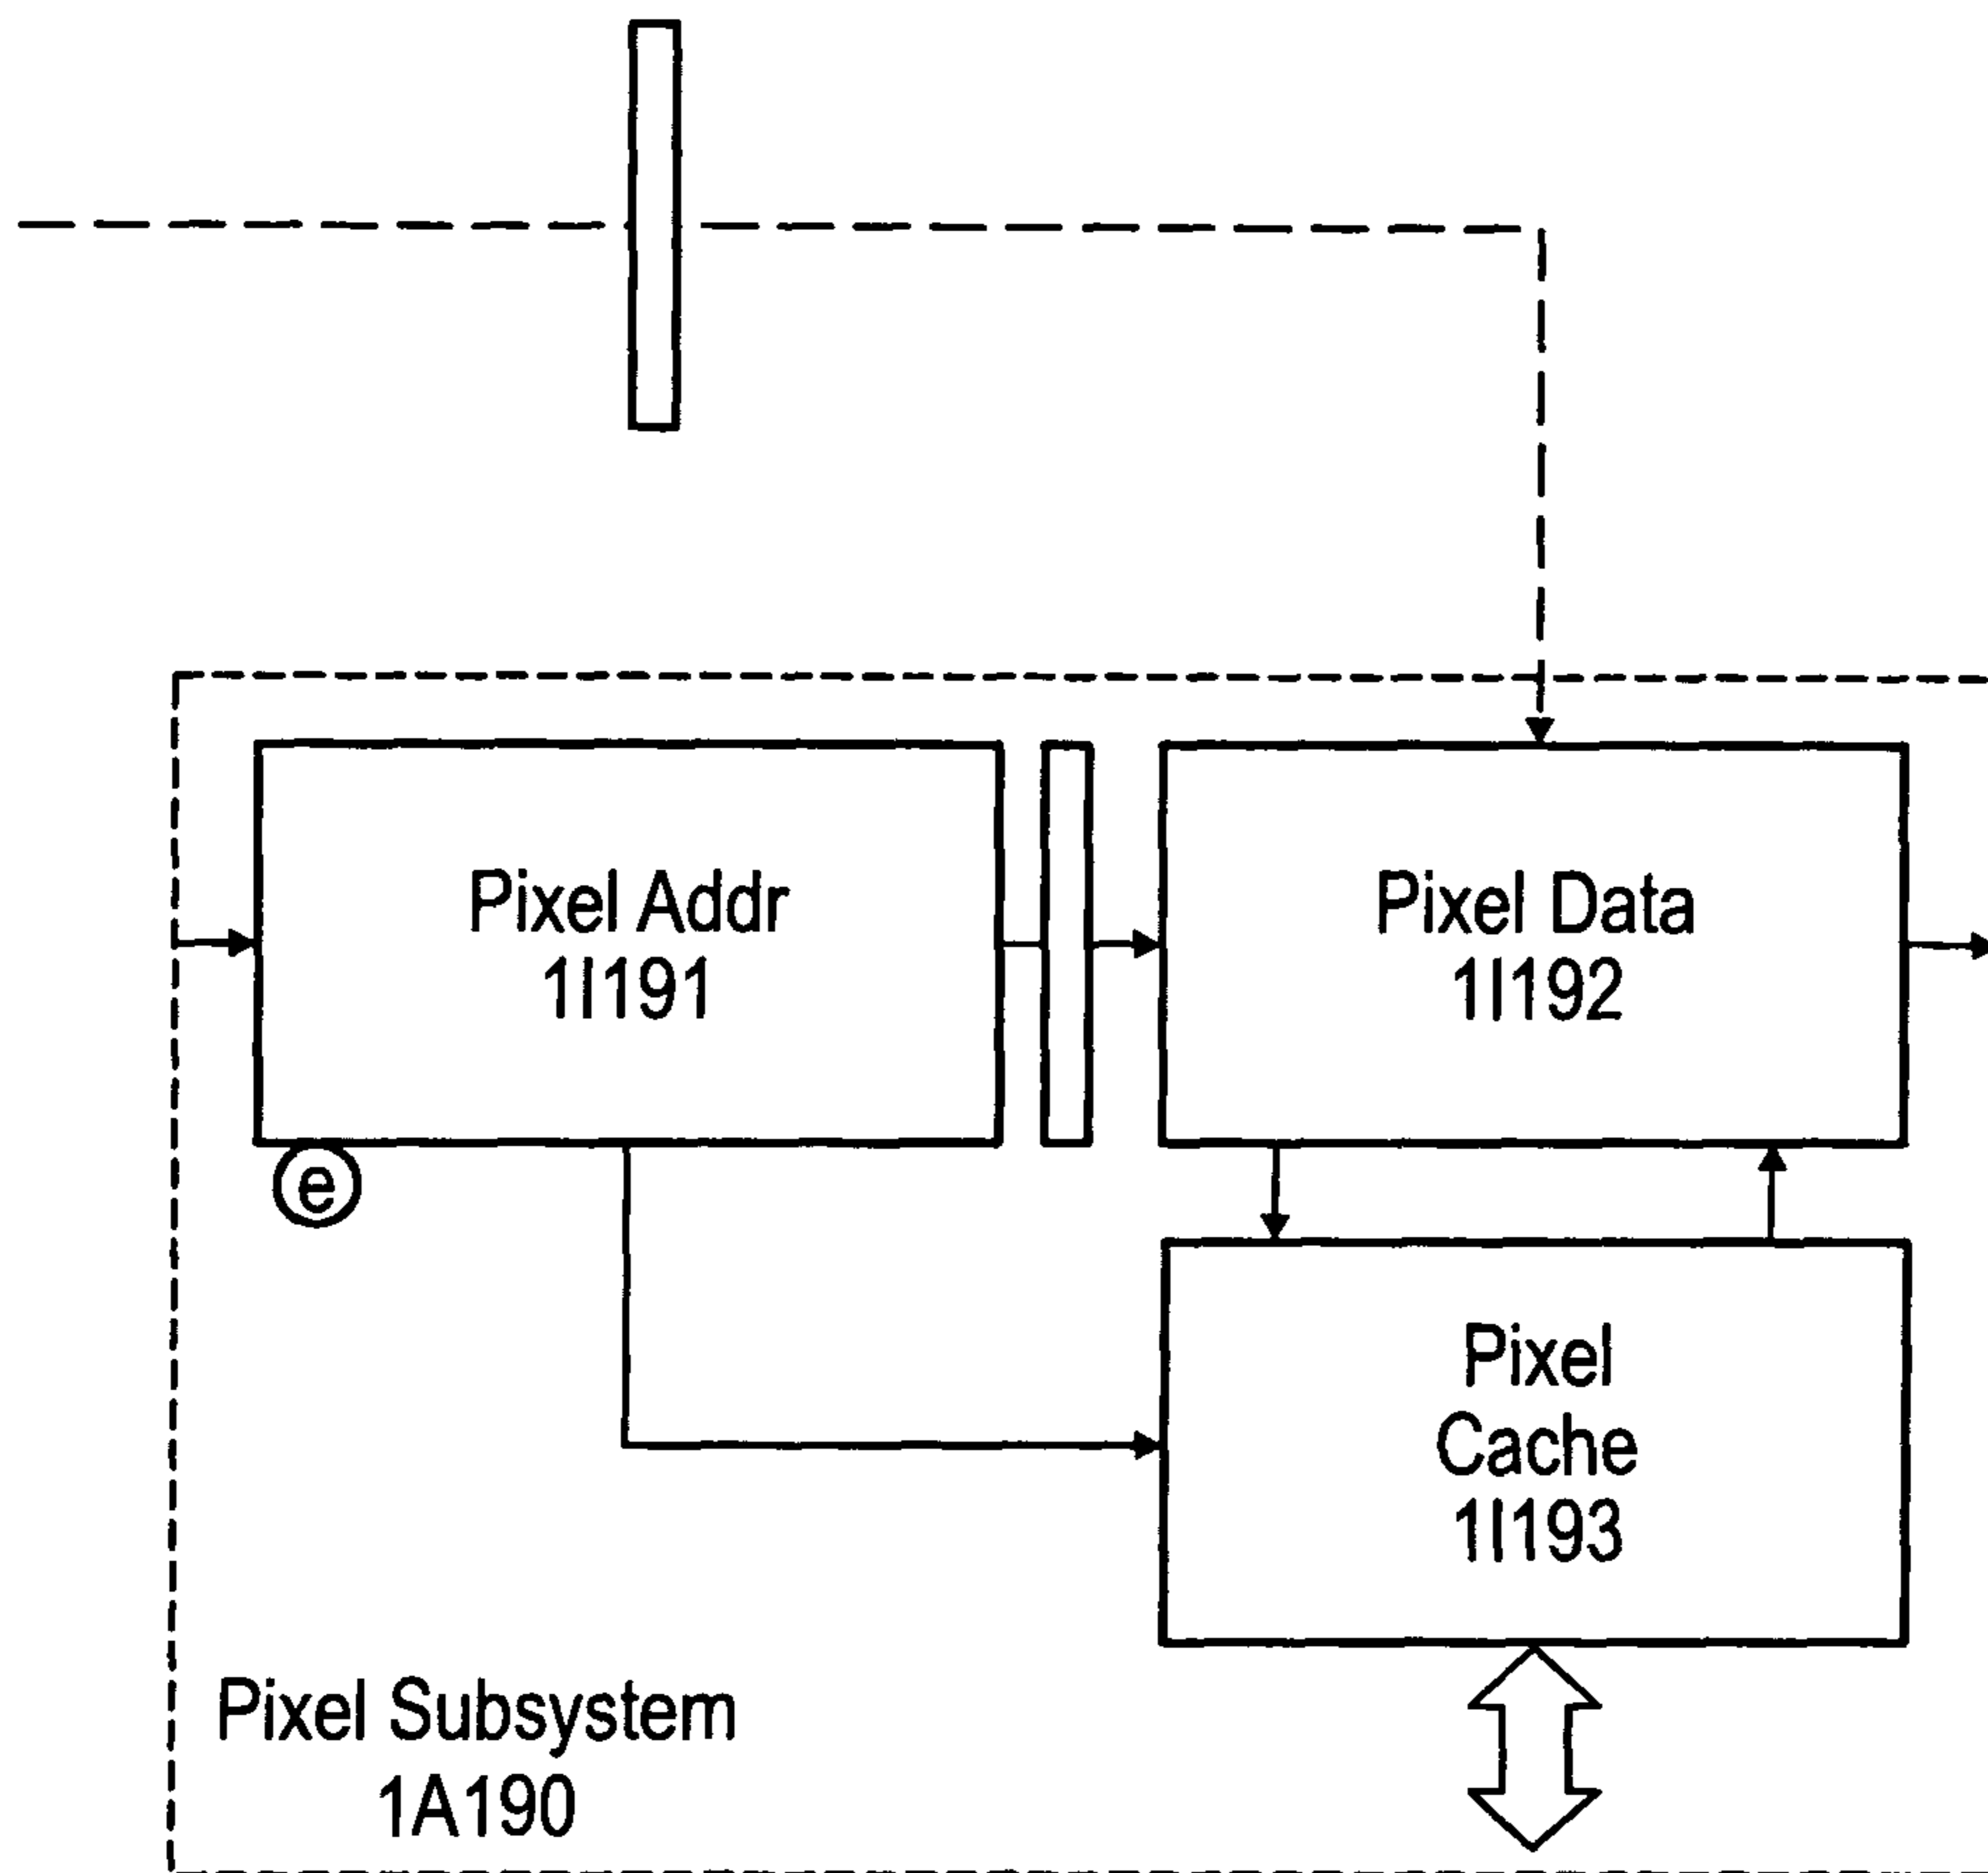 Pixel Addr
1I191
Pixel Data
1I192
e
Pixel
Cache
1I193
Pixel Subsystem
1A190